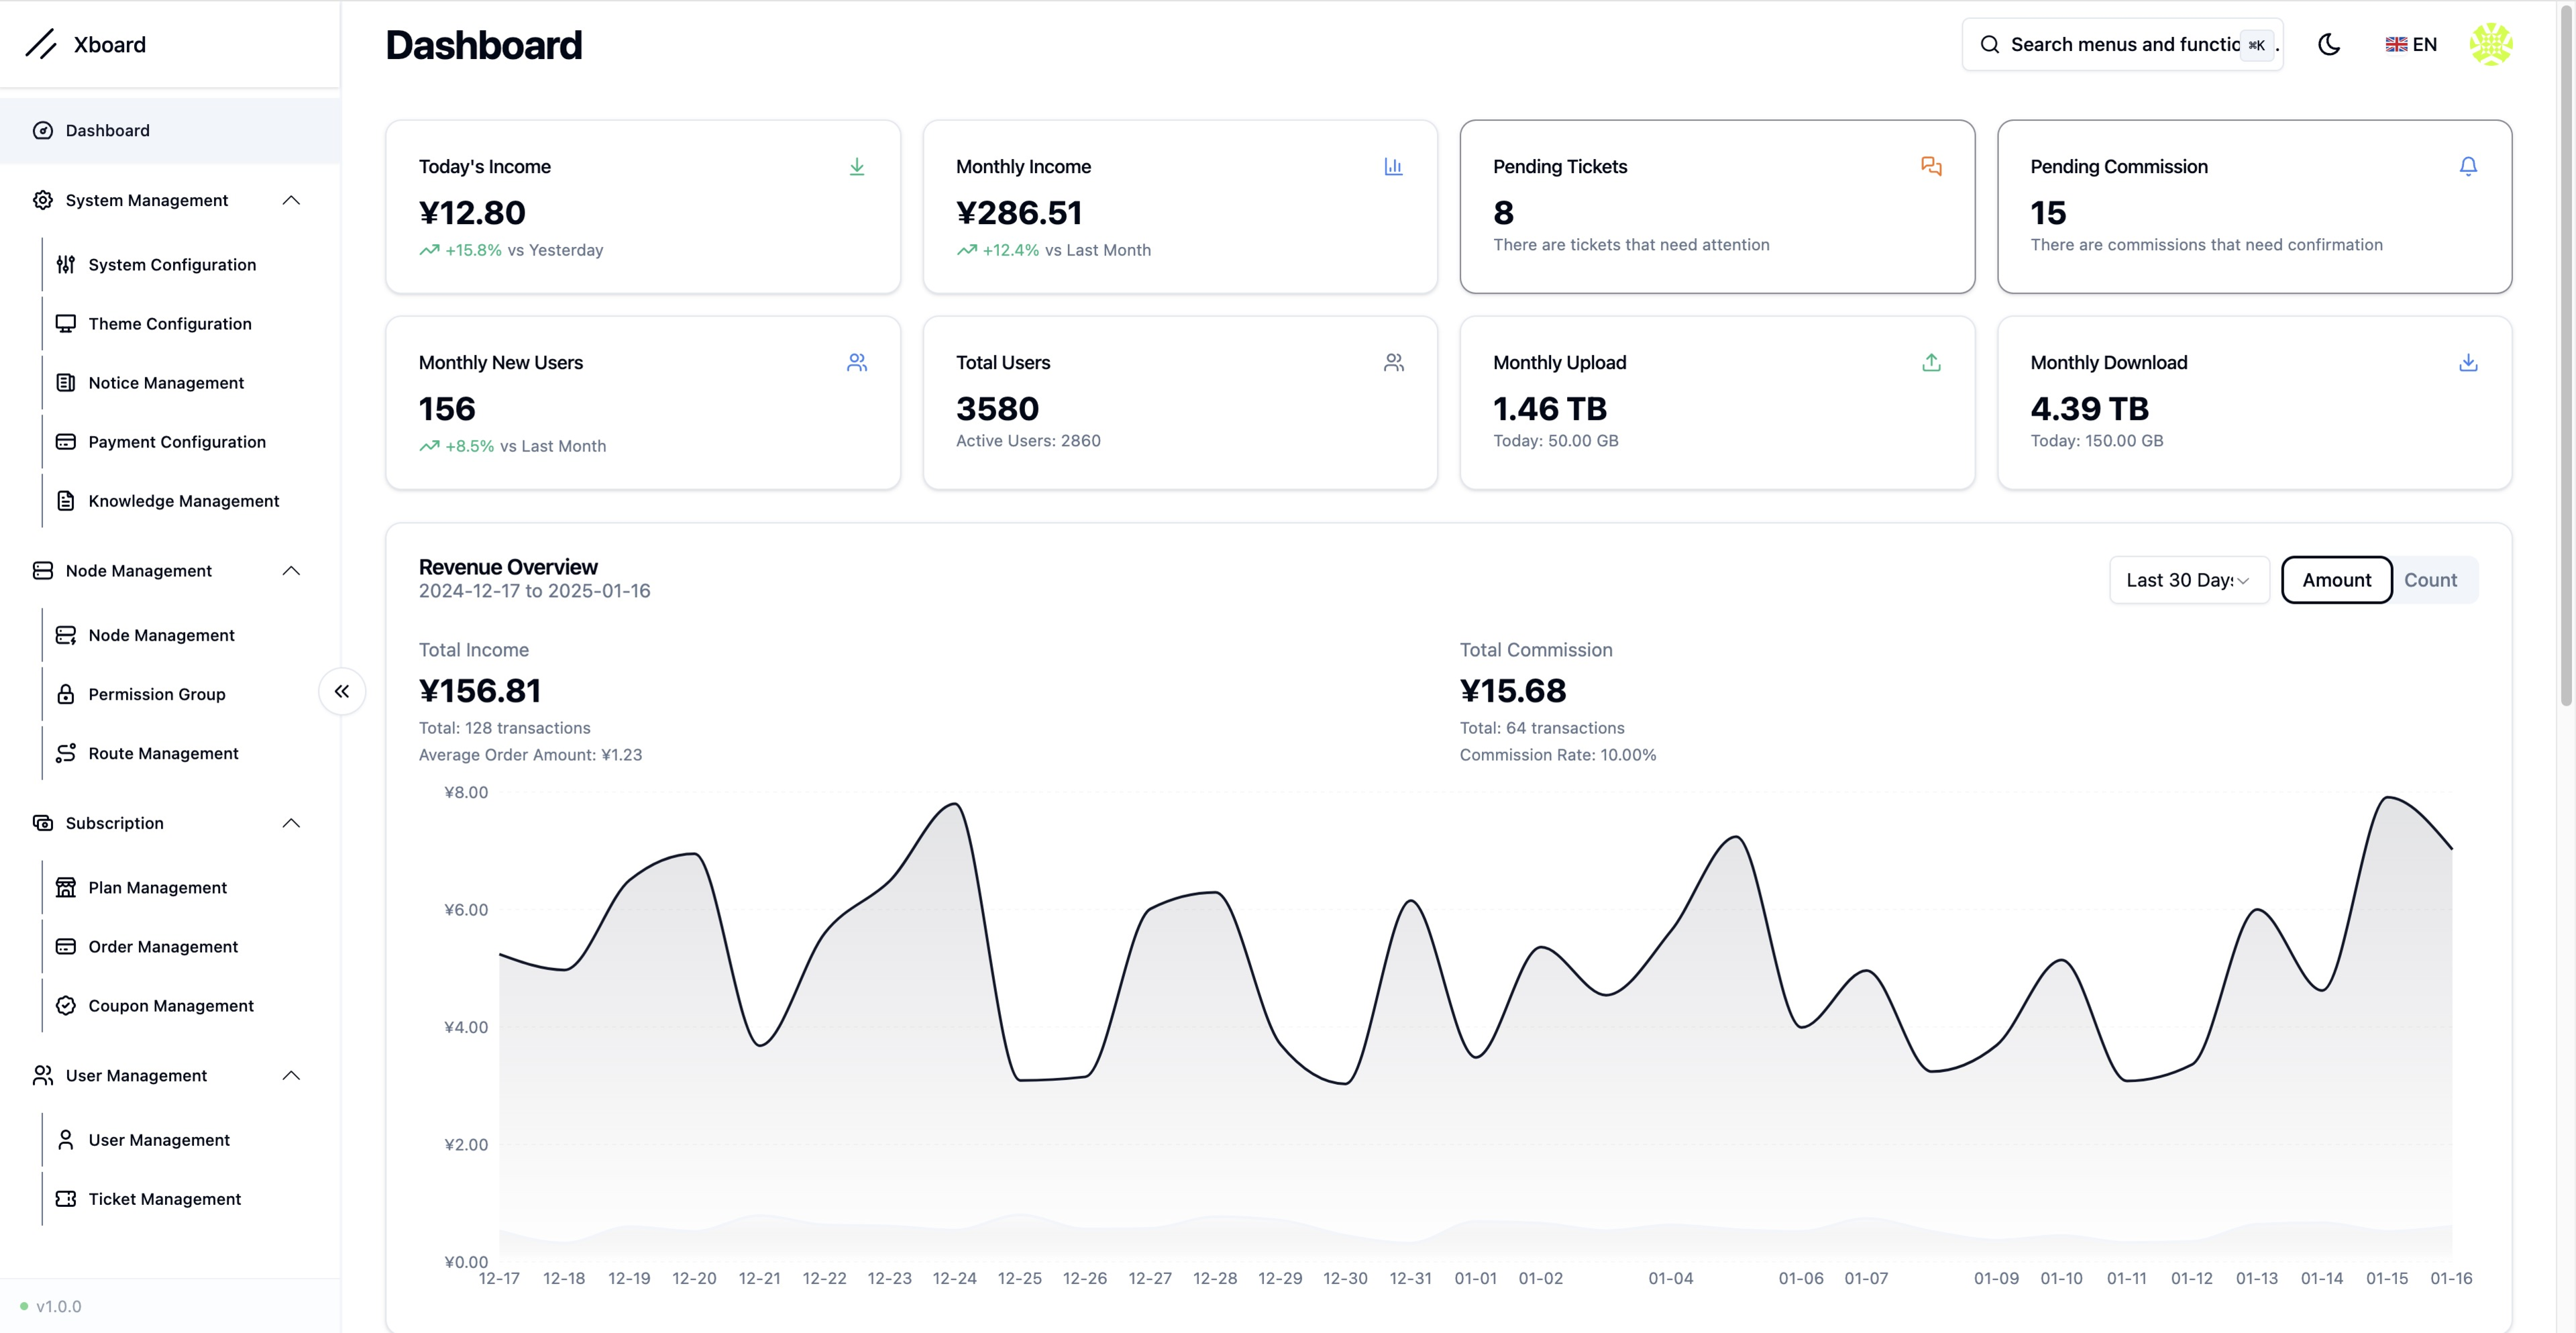 Xboard
Dashboard
System Management
System Configuration
Theme Configuration
Notice Management
Payment Configuration
Knowledge Management
Node Management
Node Management
Permission Group
Route Management
Subscription
Plan Management
Order Management
Coupon Management
User Management
User Management
Ticket Management
v1.0.0
Dashboard
Search menus and functio ⌘K .
EN
Today's Income
¥12.80
+15.8% vs Yesterday
Monthly Income
¥286.51
+12.4% vs Last Month
Pending Tickets
8
There are tickets that need attention
Pending Commission
15
There are commissions that need confirmation
Monthly New Users
156
+8.5% vs Last Month
Total Users
3580
Active Users: 2860
Monthly Upload
1.46 TB
Today: 50.00 GB
Monthly Download
4.39 TB
Today: 150.00 GB
Revenue Overview
2024-12-17 to 2025-01-16
Last 30 Days
Amount
Count
Total Income
¥156.81
Total: 128 transactions
Average Order Amount: ¥1.23
Total Commission
¥15.68
Total: 64 transactions
Commission Rate: 10.00%
¥8.00
¥6.00
¥4.00
¥2.00
¥0.00
12-17 12-18 12-19 12-20 12-21 12-22 12-23 12-24 12-25 12-26 12-27 12-28 12-29 12-30 12-31 01-01 01-02 01-04 01-06 01-07 01-09 01-10 01-11 01-12 01-13 01-14 01-15 01-16